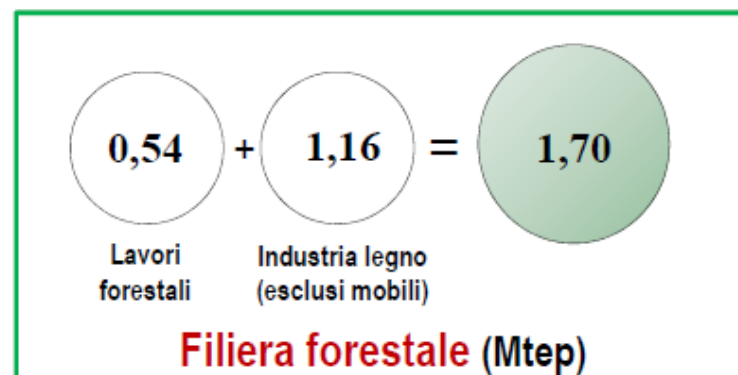 0,54 + 1,16 = 1,70
Lavori
forestali
Industria legno
(esclusi mobili)
Filiera forestale (Mtep)